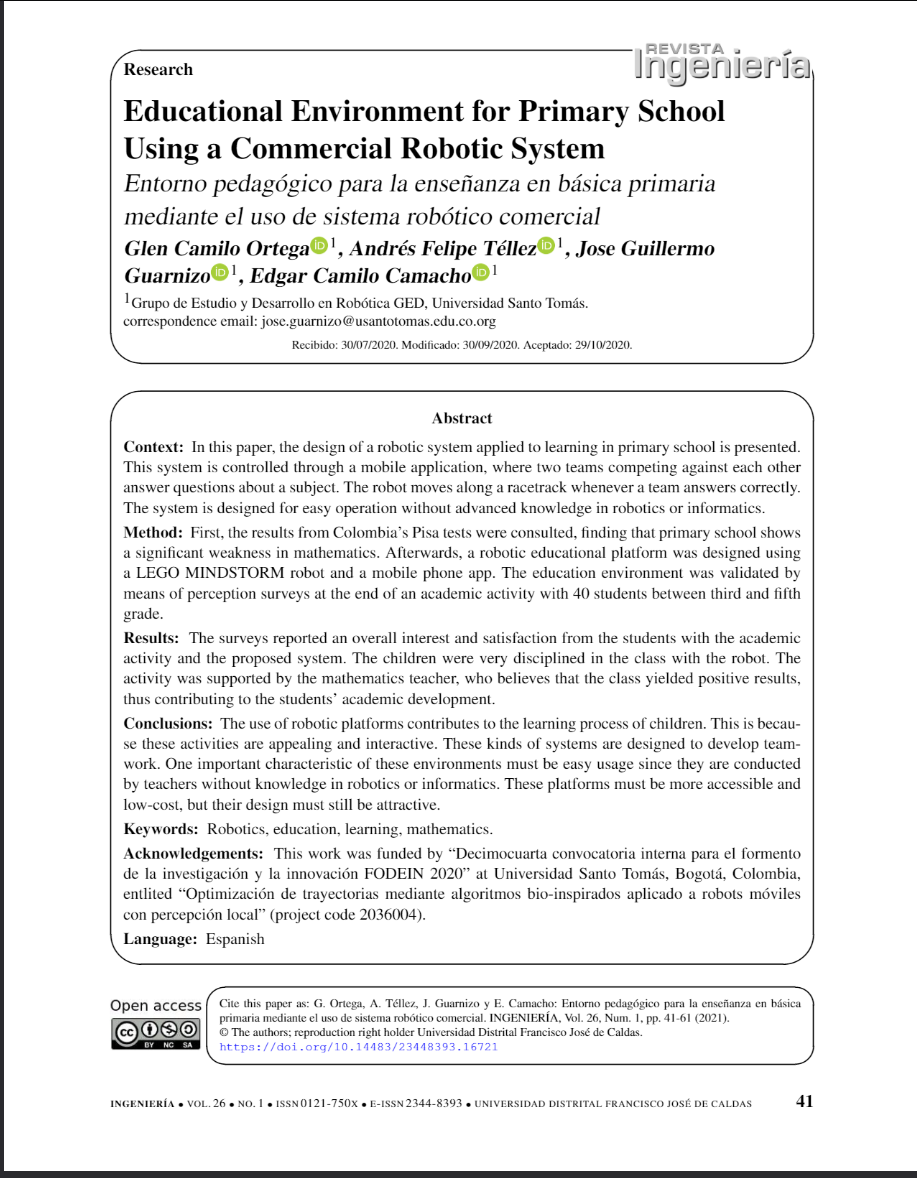 REVISTA
Ingeniería
Research
Educational Environment for Primary School
Using a Commercial Robotic System
Entorno pedagógico para la enseñanza en básica primaria
mediante el uso de sistema robótico comercial
Glen Camilo Ortega iD 1, Andrés Felipe Téllez iD 1, Jose Guillermo
Guarnizo iD 1, Edgar Camilo Camacho iD 1
1Grupo de Estudio y Desarrollo en Robótica GED, Universidad Santo Tomás.
correspondence email: jose.guarnizo@usantotomas.edu.co.org
Recibido: 30/07/2020. Modificado: 30/09/2020. Aceptado: 29/10/2020.
Abstract
Context: In this paper, the design of a robotic system applied to learning in primary school is presented.
This system is controlled through a mobile application, where two teams competing against each other
answer questions about a subject. The robot moves along a racetrack whenever a team answers correctly.
The system is designed for easy operation without advanced knowledge in robotics or informatics.
Method: First, the results from Colombia's Pisa tests were consulted, finding that primary school shows
a significant weakness in mathematics. Afterwards, a robotic educational platform was designed using
a LEGO MINDSTORM robot and a mobile phone app. The education environment was validated by
means of perception surveys at the end of an academic activity with 40 students between third and fifth
grade.
Results: The surveys reported an overall interest and satisfaction from the students with the academic
activity and the proposed system. The children were very disciplined in the class with the robot. The
activity was supported by the mathematics teacher, who believes that the class yielded positive results,
thus contributing to the students' academic development.
Conclusions: The use of robotic platforms contributes to the learning process of children. This is becau-
se these activities are appealing and interactive. These kinds of systems are designed to develop team-
work. One important characteristic of these environments must be easy usage since they are conducted
by teachers without knowledge in robotics or informatics. These platforms must be more accessible and
low-cost, but their design must still be attractive.
Keywords: Robotics, education, learning, mathematics.
Acknowledgements: This work was funded by “Decimocuarta convocatoria interna para el formento
de la investigación y la innovación FODEIN 2020” at Universidad Santo Tomás, Bogotá, Colombia,
entlited “Optimización de trayectorias mediante algoritmos bio-inspirados aplicado a robots móviles
con percepción local” (project code 2036004).
Language: Espanish
Open access
cc BY NC SA
Cite this paper as: G. Ortega, A. Téllez, J. Guarnizo y E. Camacho: Entorno pedagógico para la enseñanza en básica
primaria mediante el uso de sistema robótico comercial. INGENIERÍA, Vol. 26, Num. 1, pp. 41-61 (2021).
© The authors; reproduction right holder Universidad Distrital Francisco José de Caldas.
https://doi.org/10.14483/23448393.16721
INGENIERÍA • VOL. 26 • NO. 1 • ISSN 0121-750X • E-ISSN 2344-8393 • UNIVERSIDAD DISTRITAL FRANCISCO JOSÉ DE CALDAS 41